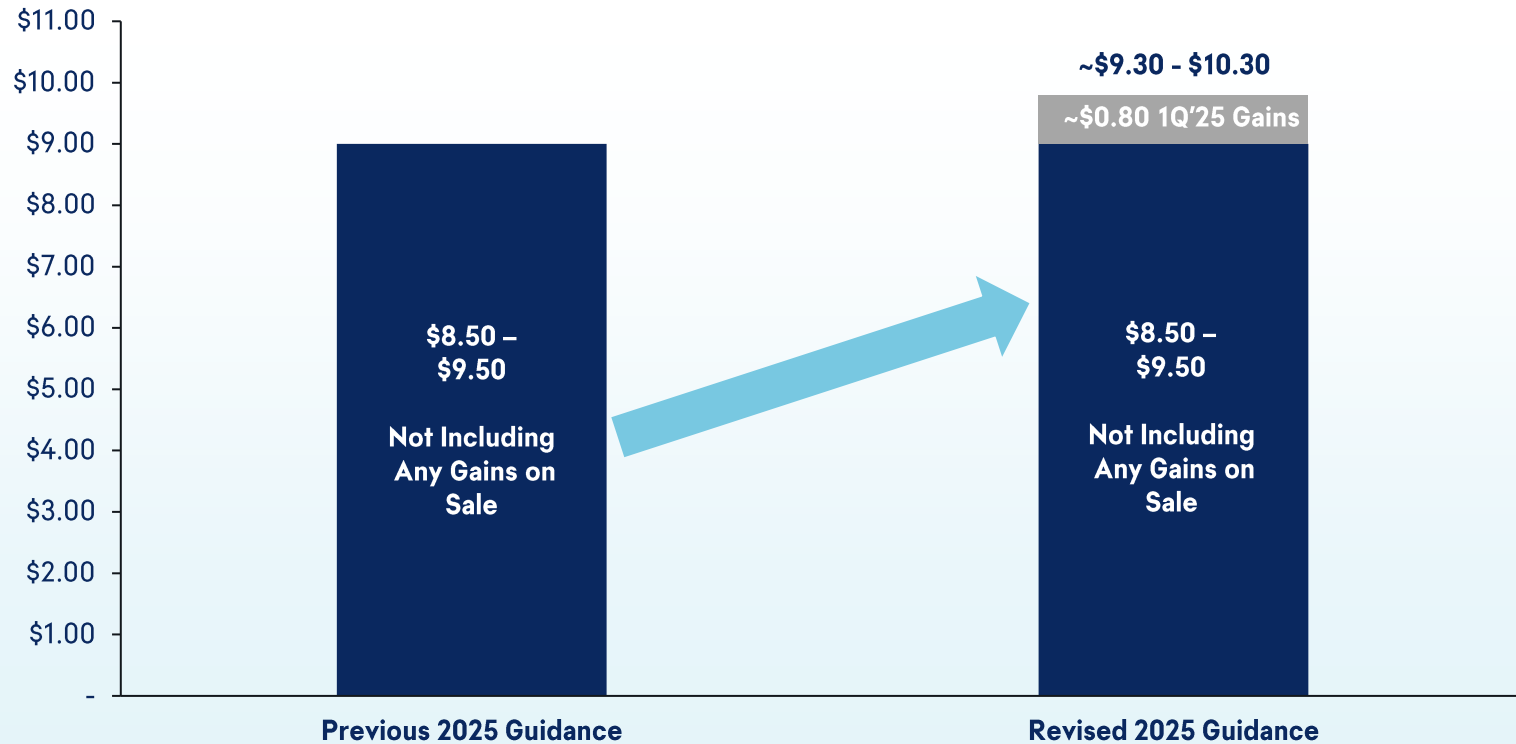 $11.00
$10.00
$9.00
$8.00
$7.00
$6.00
$5.00
$4.00
$3.00
$2.00
$1.00
-
$8.50 –
$9.50
Not Including
Any Gains on
Sale
Previous 2025 Guidance
~$9.30 - $10.30
~$0.80 1Q'25 Gains
$8.50 –
$9.50
Not Including
Any Gains on
Sale
Revised 2025 Guidance